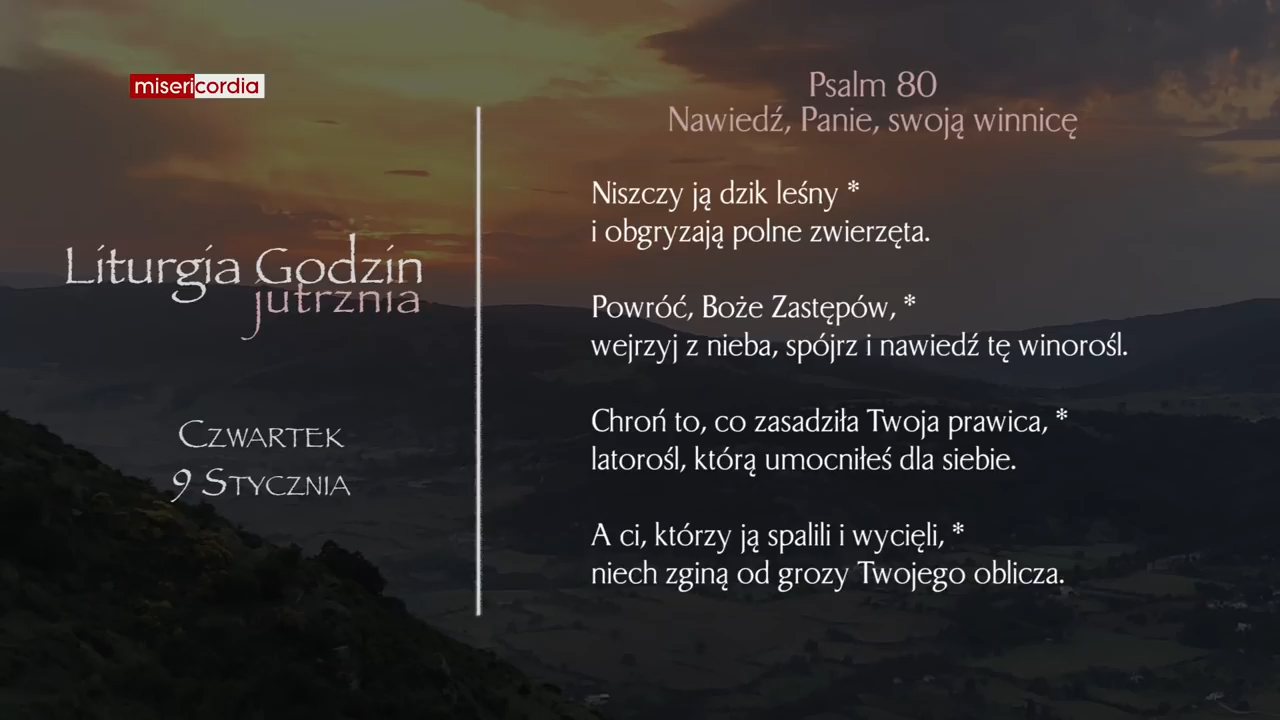 misericordia
Liturgia Godzin
jutrznia
Czwartek
9 Stycznia
Psalm 80
Nawiedź, Panie, swoją winnicę
Niszczy ją dzik leśny *
i obgryzają polne zwierzęta.
Powróć, Boże Zastępów, *
wejrzyj z nieba, spójrz i nawiedź tę winorośl.
Chroń to, co zasadziła Twoja prawica, *
latorośl, którą umocniłeś dla siebie.
A ci, którzy ją spalili i wycięli, *
niech zginą od grozy Twojego oblicza.